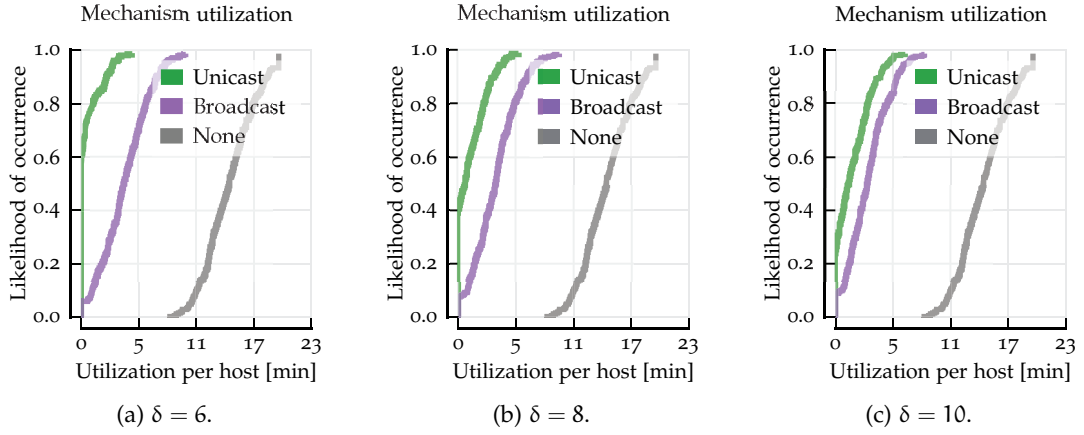 Mechanism utilization
1.0
0.8
0.6
0.4
0.2
0.0
Likelihood of occurrence
Unicast
Broadcast
None
0 5 11 17 23
Utilization per host [min]
(a) δ = 6.
Mechanism utilization
1.0
0.8
0.6
0.4
0.2
0.0
Likelihood of occurrence
Unicast
Broadcast
None
0 5 11 17 23
Utilization per host [min]
(b) δ = 8.
Mechanism utilization
1.0
0.8
0.6
0.4
0.2
0.0
Likelihood of occurrence
Unicast
Broadcast
None
0 5 11 17 23
Utilization per host [min]
(c) δ = 10.